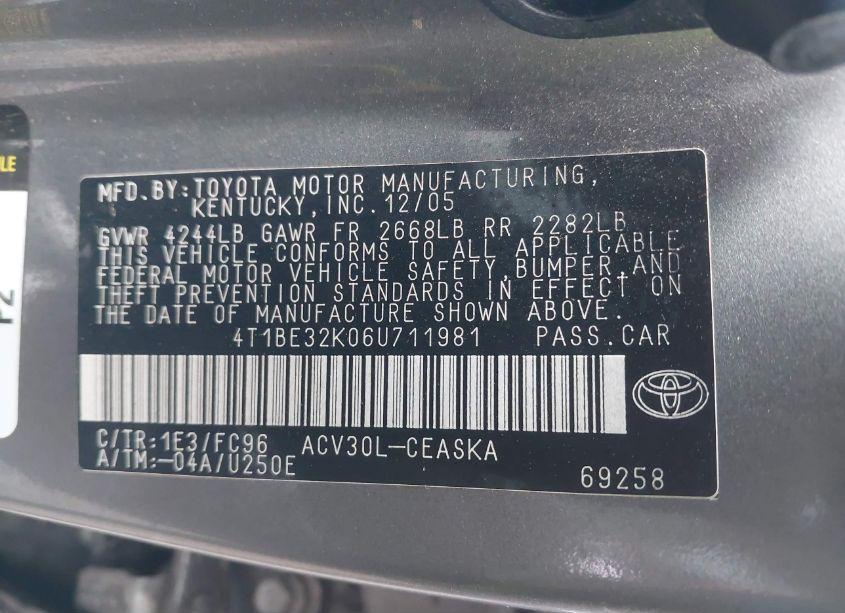 MFD.BY:TOYOTA MOTOR MANUFACTURING,
KENTUCKY,INC.12/05
GVWR 4244LB GAWR FR 2668LB RR 2282LB
THIS VEHICLE CONFORMS TO ALL APPLICABLE
FEDERAL MOTOR VEHICLE SAFETY,BUMPER,AND
THEFT PREVENTION STANDARDS IN EFFECT ON
THE DATE OF MANUFACTURE SHOWN ABOVE.
4T1BE32K06U711981 PASS.CAR
C/TR:1E3/FC96 ACV30L-CEASKA
A/TM:-04A/U250E
69258